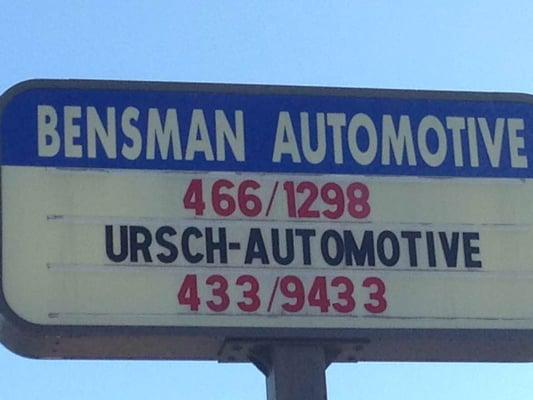 BENSMAN AUTOMOTIVE
466/1298
URSCH-AUTOMOTIVE
433/9433